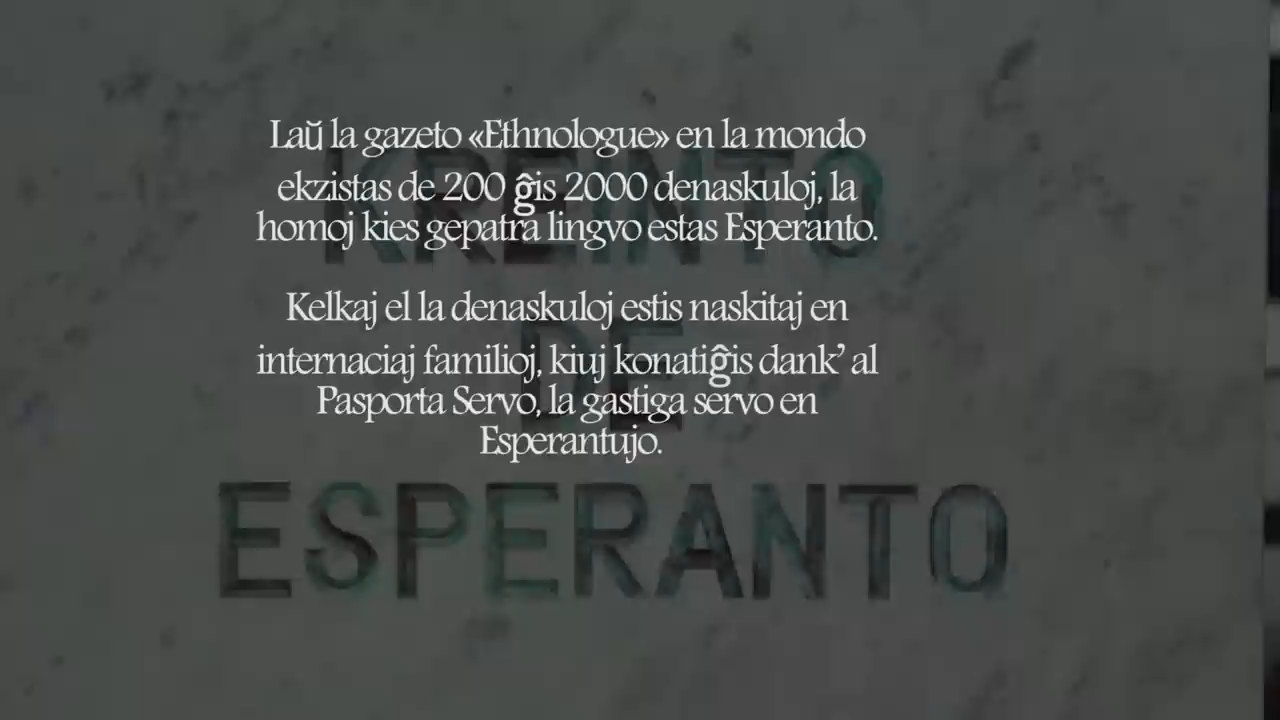 Laŭ la gazeto «Ethnologue» en la mondo
ekzistas de 200 ĝis 2000 denaskuloj, la
homoj kies gepatra lingvo estas Esperanto.
Kelkaj el la denaskuloj estis naskitaj en
internaciaj familioj, kiuj konatiĝis dank’ al
Pasporta Servo, la gastiga servo en
Esperantujo.
KREINTO
DE
ESPERANTO